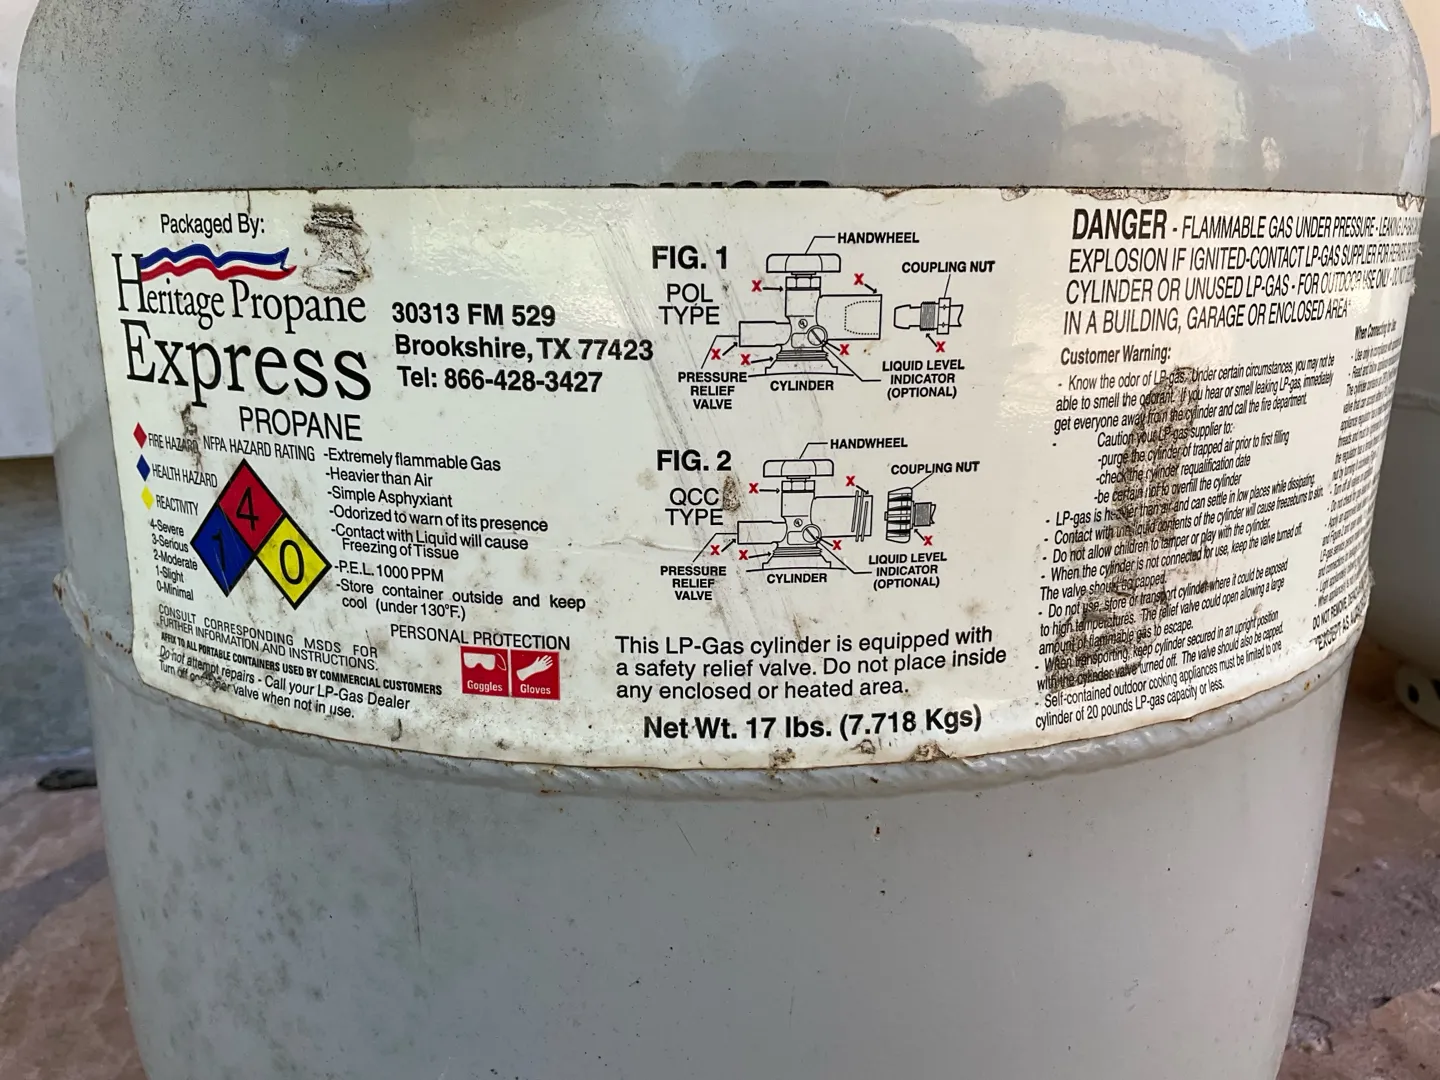 DANGER
Packaged By:
Heritage Propane
Express
PROPANE
30313 FM 529
Brookshire, TX 77423
Tel: 866-428-3427
FIRE HAZARD
HEALTH HAZARD
REACTIVITY
4-Severe
3-Serious
2-Moderate
1-Slight
0-Minimal
NFPA HAZARD RATING
4
1
0
-Extremely flammable Gas
-Heavier than Air
-Simple Asphyxiant
-Odorized to warn of its presence
-Contact with Liquid will cause
Freezing of Tissue
-P.E.L. 1000 PPM
-Store container outside and keep
cool (under 130°F.)
CONSULT CORRESPONDING MSDS FOR
FURTHER INFORMATION AND INSTRUCTIONS.
AFFIX TO ALL PORTABLE CONTAINERS USED BY COMMERCIAL CUSTOMERS
Do not attempt repairs - Call your LP-Gas Dealer
Turn off valve when not in use.
PERSONAL PROTECTION
Goggles
Gloves
FIG. 1
POL
TYPE
HANDWHEEL
COUPLING NUT
X
X
X
X
X
X
PRESSURE
RELIEF
VALVE
CYLINDER
LIQUID LEVEL
INDICATOR
(OPTIONAL)
FIG. 2
QCC
TYPE
HANDWHEEL
COUPLING NUT
X
X
X
X
X
PRESSURE
RELIEF
VALVE
CYLINDER
LIQUID LEVEL
INDICATOR
(OPTIONAL)
This LP-Gas cylinder is equipped with
a safety relief valve. Do not place inside
any enclosed or heated area.
Net Wt. 17 lbs. (7.718 Kgs)
DANGER - FLAMMABLE GAS UNDER PRESSURE - LEAKING
EXPLOSION IF IGNITED-CONTACT LP-GAS SUPPLIER FOR REPAIRS
CYLINDER OR UNUSED LP-GAS - FOR OUTDOOR USE ONLY - DO NOT
IN A BUILDING, GARAGE OR ENCLOSED AREA
Customer Warning:
- Know the odor of LP-gas. Under certain circumstances, you may not be
able to smell the odorant. If you hear or smell leaking LP-gas, immediately
get everyone away from the cylinder and call the fire department.
- Caution your LP-gas supplier to:
-purge the cylinder of trapped air prior to first filling
-check the cylinder requalification date
-be certain not to overfill the cylinder
- LP-gas is heavier than air and can settle in low places while dissipating.
- Contact with the liquid contents of the cylinder will cause freezeburns to skin.
- Do not allow children to tamper or play with the cylinder.
- When the cylinder is not connected for use, keep the valve turned off.
The valve should be capped.
- Do not use, store or transport cylinder where it could be exposed
to high temperatures. The relief valve could open allowing a large
amount of flammable gas to escape.
- When transporting, keep cylinder secured in an upright position
with the cylinder valve turned off. The valve should also be capped.
- Self-contained outdoor cooking appliances must be limited to one
cylinder of 20 pounds LP-gas capacity or less.
When Connecting for Use:
DO NOT REMOVE,